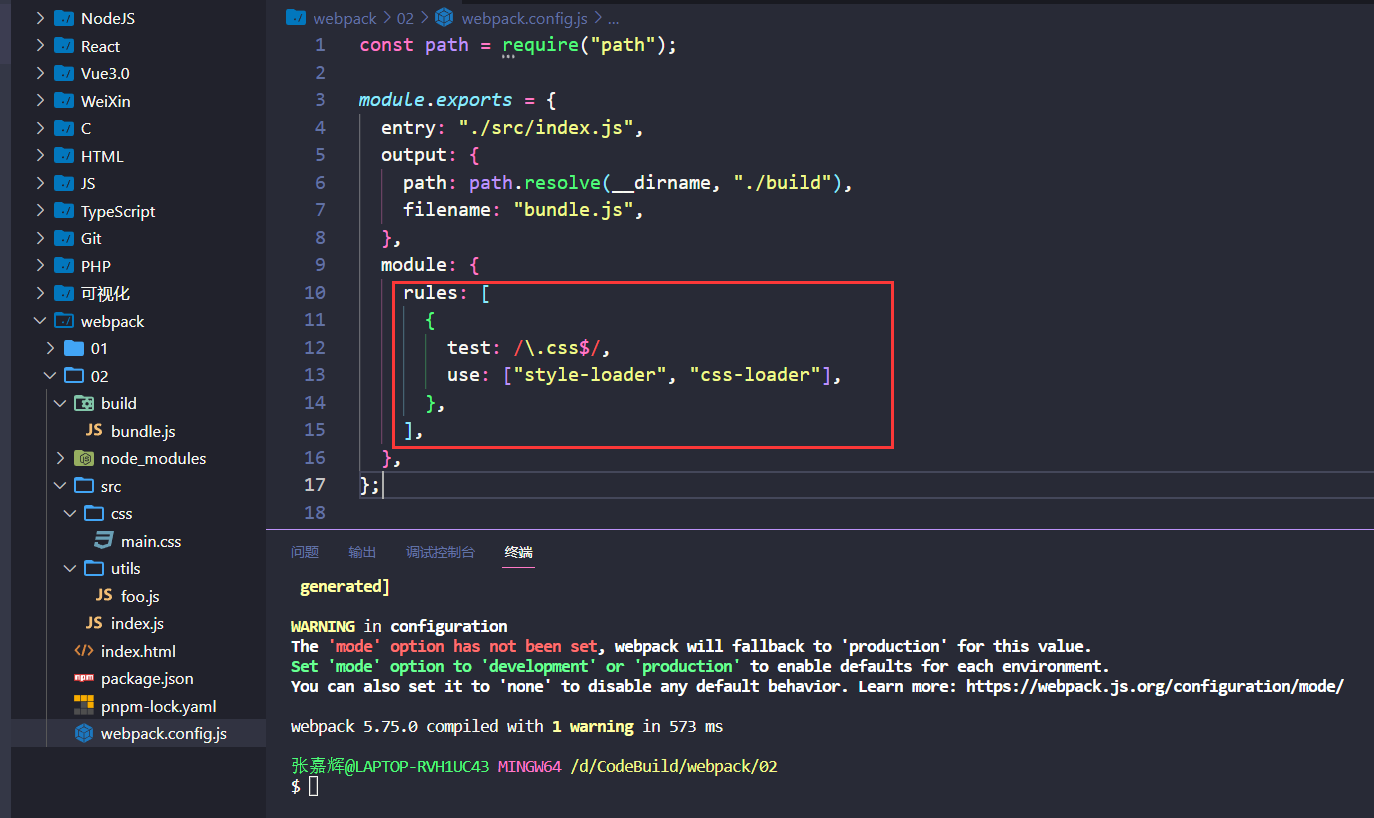 NodeJS
React
Vue3.0
WeiXin
C
HTML
JS
TypeScript
Git
PHP
可视化
webpack
01
02
build
JS bundle.js
node_modules
src
css
main.css
utils
JS foo.js
JS index.js
index.html
npm package.json
pnpm-lock.yaml
webpack.config.js
webpack > 02 > webpack.config.js > ...
1 const path = require("path");
2
3 module.exports = {
4 entry: "./src/index.js",
5 output: {
6 path: path.resolve(__dirname, "./build"),
7 filename: "bundle.js",
8 },
9 module: {
10 rules: [
11 {
12 test: /\.css$/,
13 use: ["style-loader", "css-loader"],
14 },
15 ],
16 },
17 };
18
问题 输出 调试控制台 终端
generated]
WARNING in configuration
The 'mode' option has not been set, webpack will fallback to 'production' for this value.
Set 'mode' option to 'development' or 'production' to enable defaults for each environment.
You can also set it to 'none' to disable any default behavior. Learn more: https://webpack.js.org/configuration/mode/
webpack 5.75.0 compiled with 1 warning in 573 ms
张嘉辉@LAPTOP-RVH1UC43 MINGW64 /d/CodeBuild/webpack/02
$